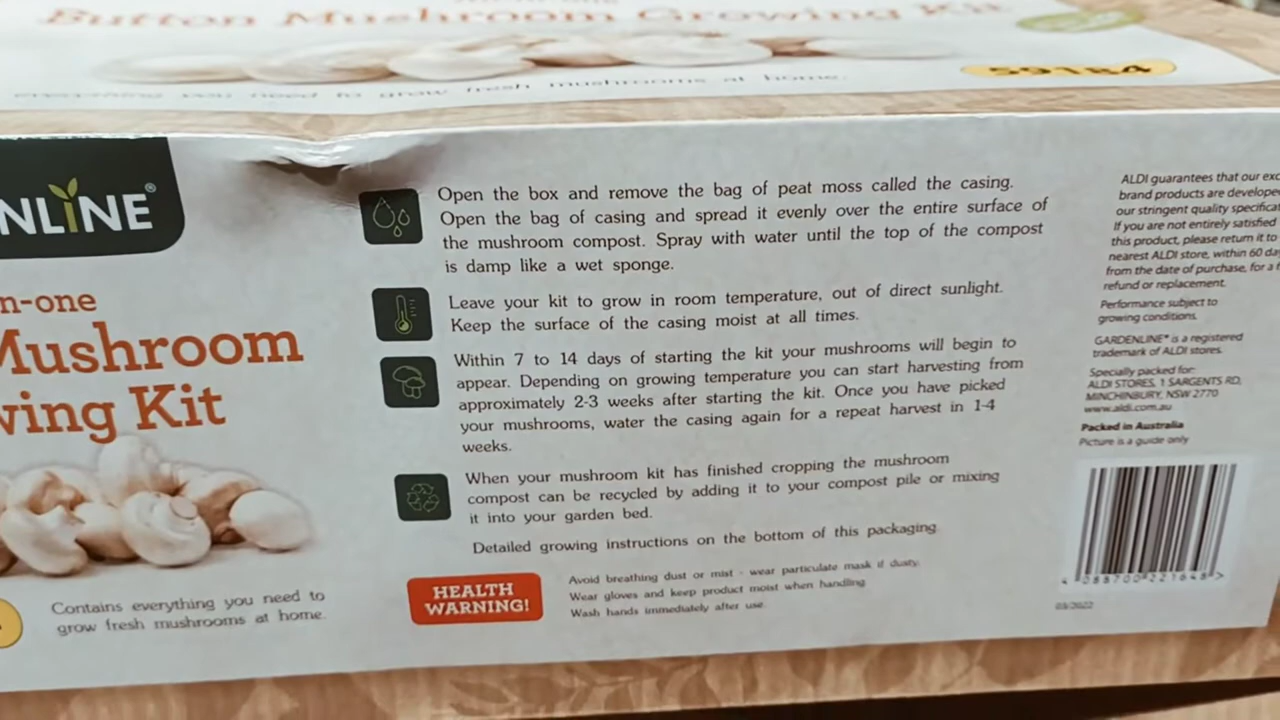 Button Mushroom Growing Kit
everything you need to grow fresh mushrooms at home.
59184
NLINE®
n-one
Mushroom
wing Kit
Contains everything you need to
grow fresh mushrooms at home.
Open the box and remove the bag of peat moss called the casing.
Open the bag of casing and spread it evenly over the entire surface of
the mushroom compost. Spray with water until the top of the compost
is damp like a wet sponge.
Leave your kit to grow in room temperature, out of direct sunlight.
Keep the surface of the casing moist at all times.
Within 7 to 14 days of starting the kit your mushrooms will begin to
appear. Depending on growing temperature you can start harvesting from
approximately 2-3 weeks after starting the kit. Once you have picked
your mushrooms, water the casing again for a repeat harvest in 1-4
weeks.
When your mushroom kit has finished cropping the mushroom
compost can be recycled by adding it to your compost pile or mixing
it into your garden bed.
Detailed growing instructions on the bottom of this packaging
HEALTH
WARNING!
Avoid breathing dust or mist - wear particulate mask if dusty.
Wear gloves and keep product moist when handling
Wash hands immediately after use.
ALDI guarantees that our exc
brand products are develope
our stringent quality specificat
If you are not entirely satisfied
this product, please return it to
nearest ALDI store, within 60 da
from the date of purchase, for a f
refund or replacement.
Performance subject to
growing conditions.
GARDENLINE® is a registered
trademark of ALDI stores.
Specially packed for:
ALDI STORES, 1 SARGENTS RD,
MINCHINBURY, NSW 2770
www.aldi.com.au
Packed in Australia
Picture is a guide only
4 088700 221648 >
03/2022